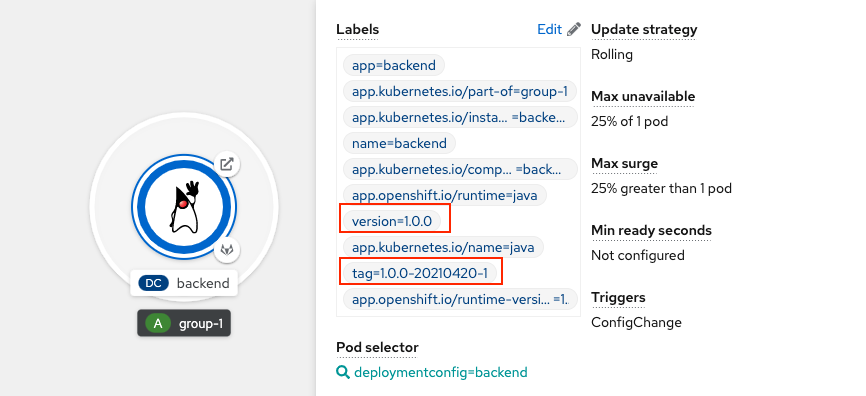 DC backend
A group-1
Labels
Edit
app=backend
app.kubernetes.io/part-of=group-1
app.kubernetes.io/insta... =backe...
name=backend
app.kubernetes.io/comp... =back...
app.openshift.io/runtime=java
version=1.0.0
app.kubernetes.io/name=java
tag=1.0.0-20210420-1
app.openshift.io/runtime-versi... =1..
Pod selector
deploymentconfig=backend
Update strategy
Rolling
Max unavailable
25% of 1 pod
Max surge
25% greater than 1 pod
Min ready seconds
Not configured
Triggers
ConfigChange